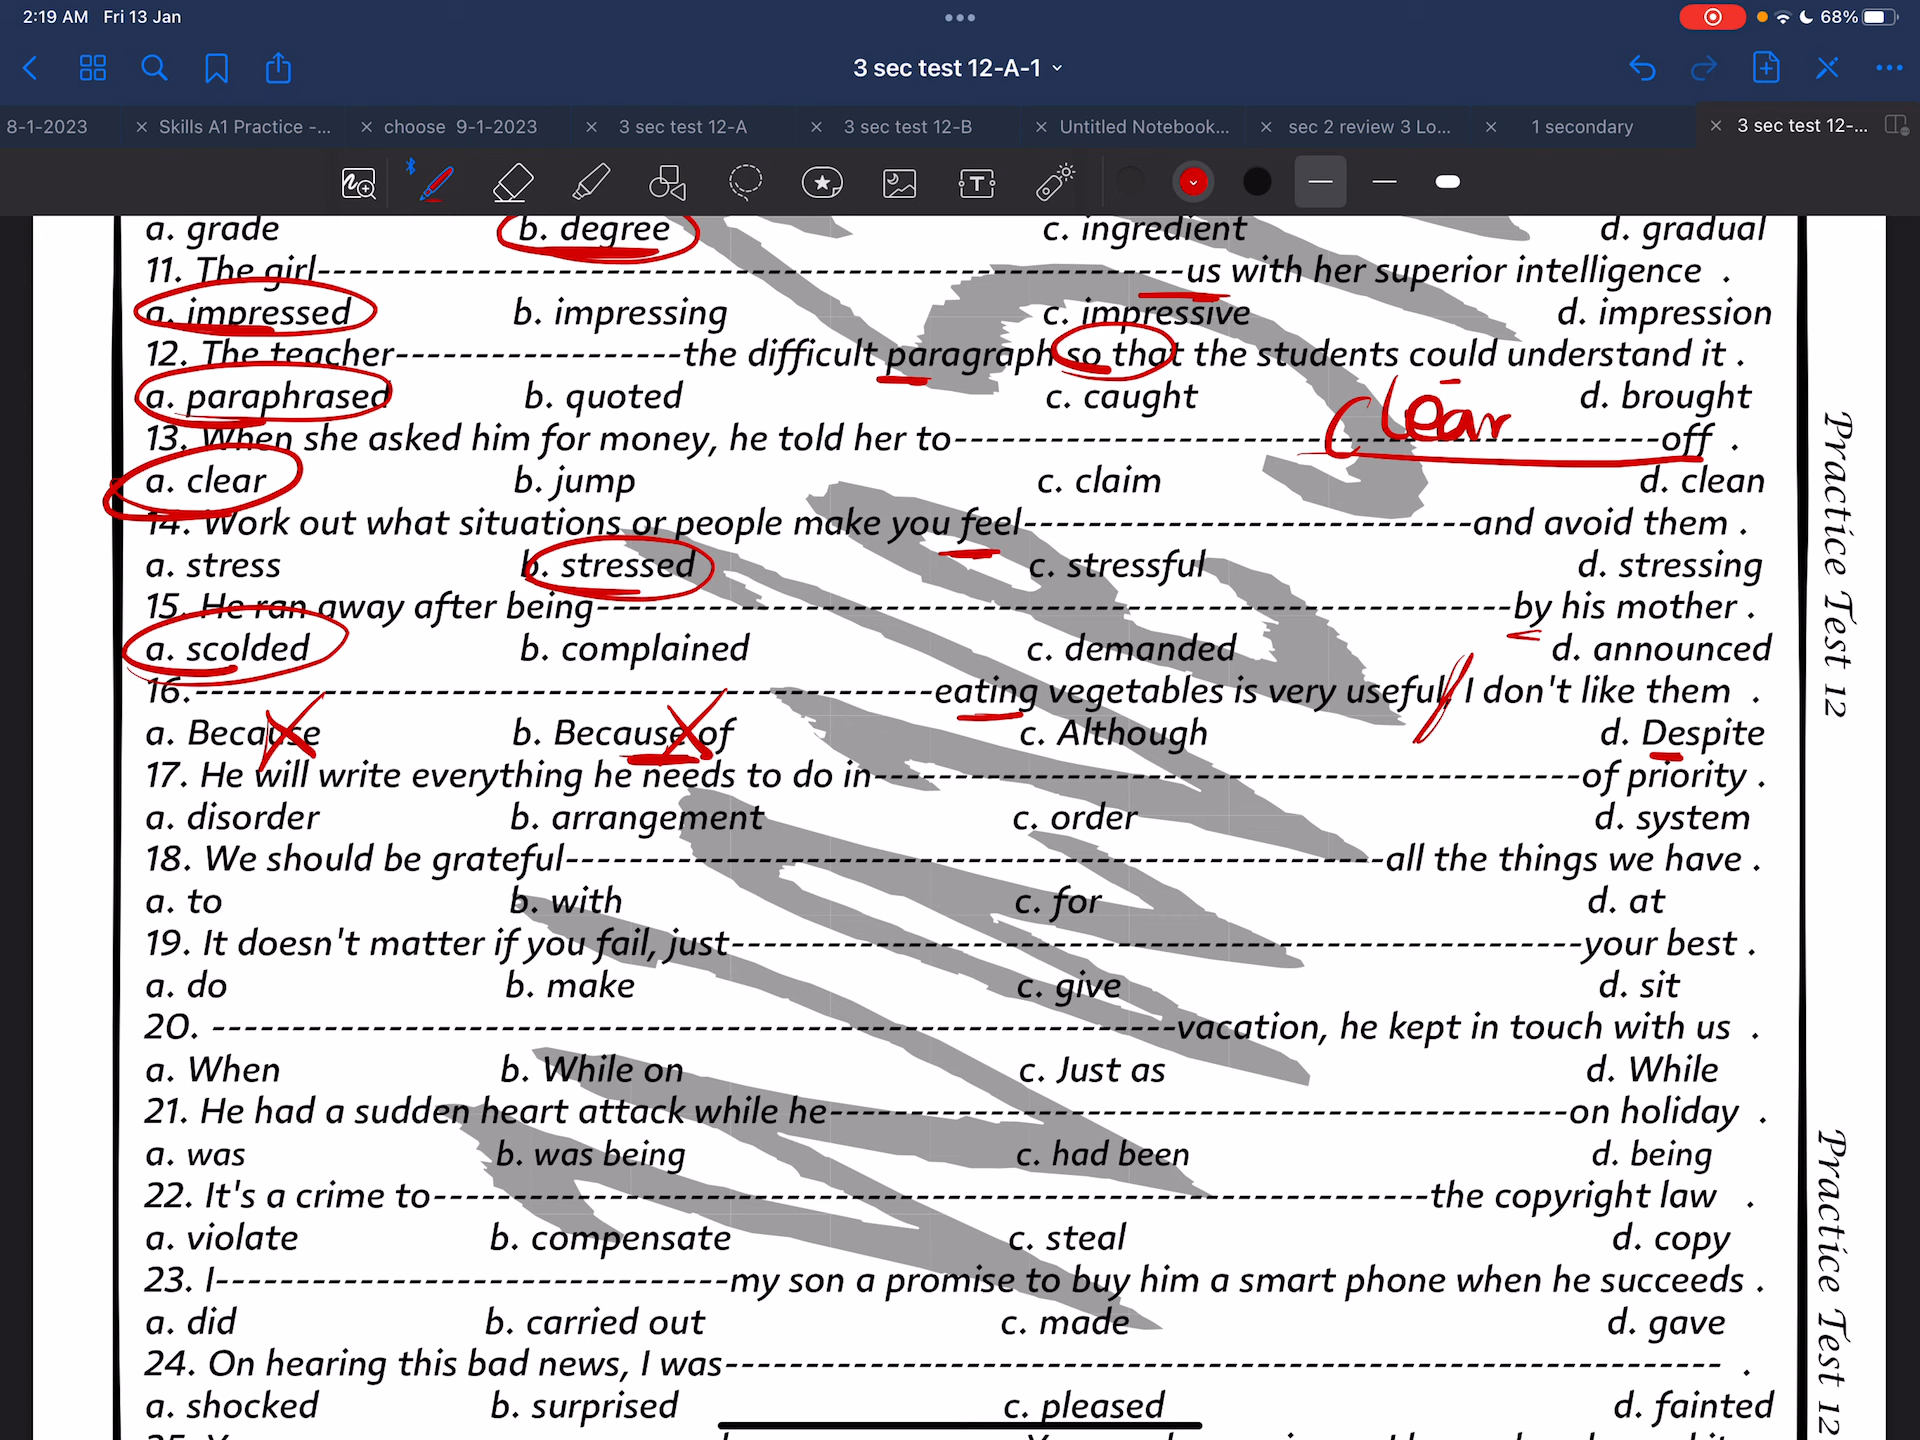 2:19 AM Fri 13 Jan
68%
3 sec test 12-A-1
8-1-2023 Skills A1 Practice -... choose 9-1-2023 3 sec test 12-A 3 sec test 12-B Untitled Notebook... sec 2 review 3 Lo... 1 secondary 3 sec test 12-...
a. grade b. degree c. ingredient d. gradual
11. The girl--------------------us with her superior intelligence .
a. impressed b. impressing c. impressive d. impression
12. The teacher------------------the difficult paragraph so that the students could understand it .
a. paraphrased b. quoted c. caught d. brought
clear
13. When she asked him for money, he told her to--------------------off .
a. clear b. jump c. claim d. clean
14. Work out what situations or people make you feel--------------------and avoid them .
a. stress b. stressed c. stressful d. stressing
15. He ran away after being--------------------by his mother .
a. scolded b. complained c. demanded d. announced
16.--------------------eating vegetables is very useful, I don't like them .
a. Because b. Because of c. Although d. Despite
17. He will write everything he needs to do in--------------------of priority .
a. disorder b. arrangement c. order d. system
18. We should be grateful--------------------all the things we have .
a. to b. with c. for d. at
19. It doesn't matter if you fail, just--------------------your best .
a. do b. make c. give d. sit
20. --------------------vacation, he kept in touch with us .
a. When b. While on c. Just as d. While
21. He had a sudden heart attack while he--------------------on holiday .
a. was b. was being c. had been d. being
22. It's a crime to--------------------the copyright law .
a. violate b. compensate c. steal d. copy
23. I--------------------my son a promise to buy him a smart phone when he succeeds .
a. did b. carried out c. made d. gave
24. On hearing this bad news, I was-------------------- .
a. shocked b. surprised c. pleased d. fainted
Practice Test 12
Practice Test 12